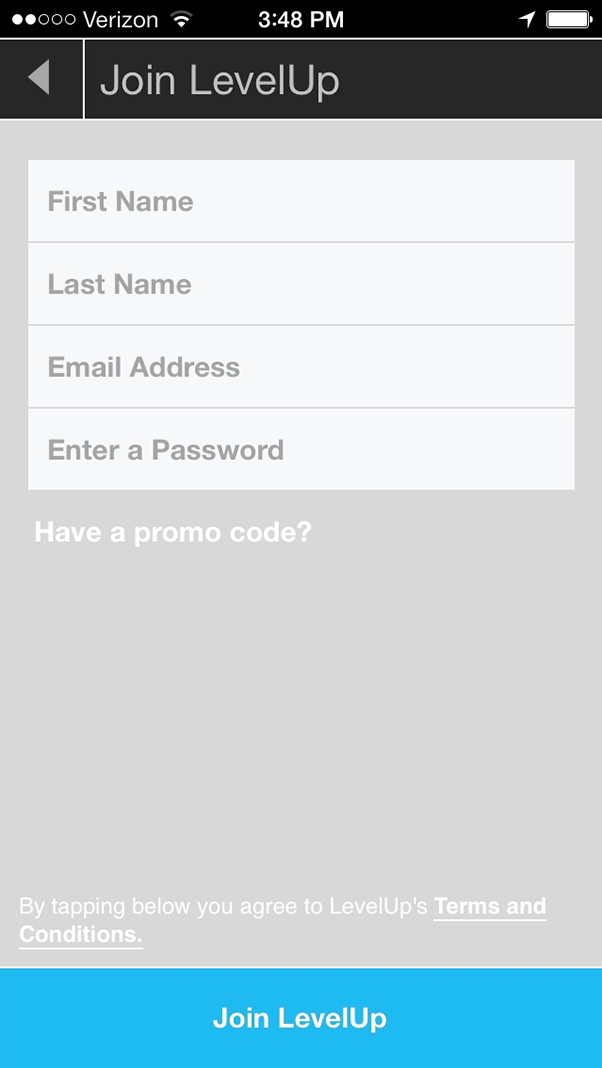 Verizon 3:48 PM
Join LevelUp
First Name
Last Name
Email Address
Enter a Password
Have a promo code?
By tapping below you agree to LevelUp's Terms and
Conditions.
Join LevelUp